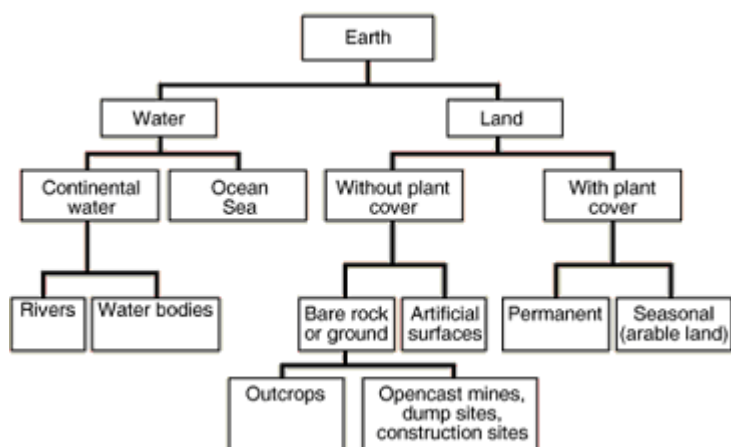 Earth
Water
Land
Continental
water
Ocean
Sea
Without plant
cover
With plant
cover
Rivers
Water bodies
Bare rock
or ground
Artificial
surfaces
Permanent
Seasonal
(arable land)
Outcrops
Opencast mines,
dump sites,
construction sites